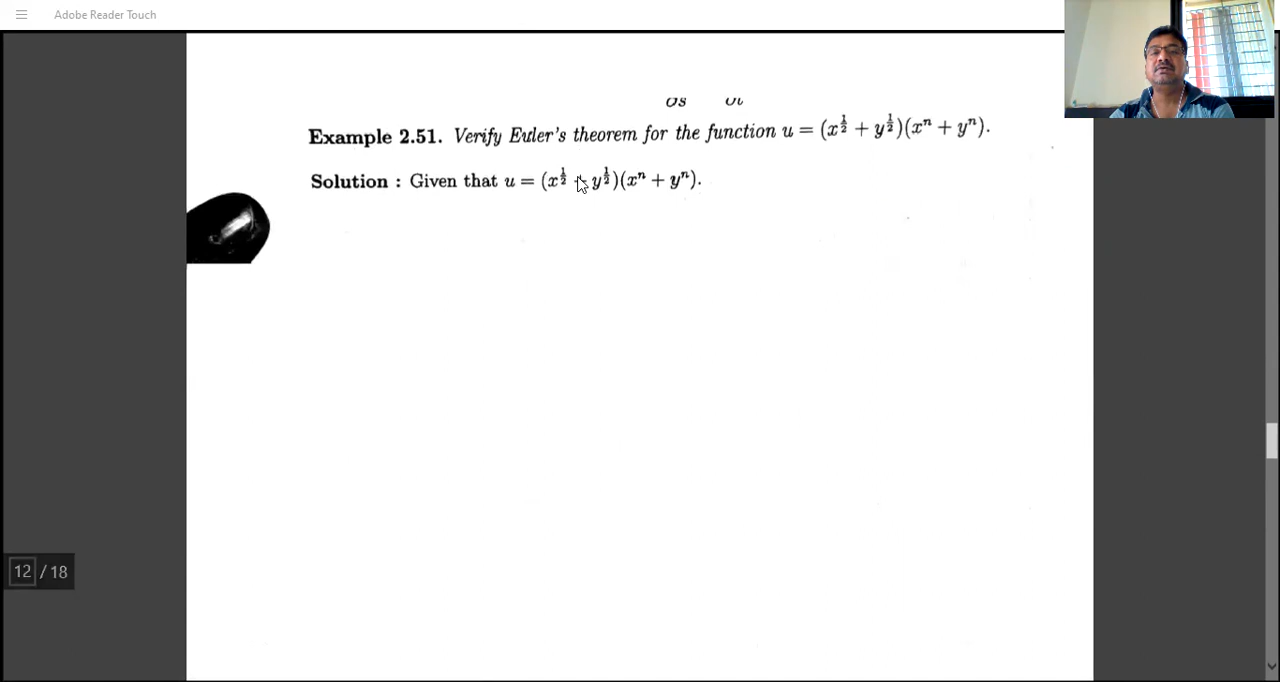 Adobe Reader Touch
Example 2.51. Verify Euler's theorem for the function u = (x^{1/2} + y^{1/2})(x^n + y^n).
Solution : Given that u = (x^{1/2} + y^{1/2})(x^n + y^n).
12 / 18